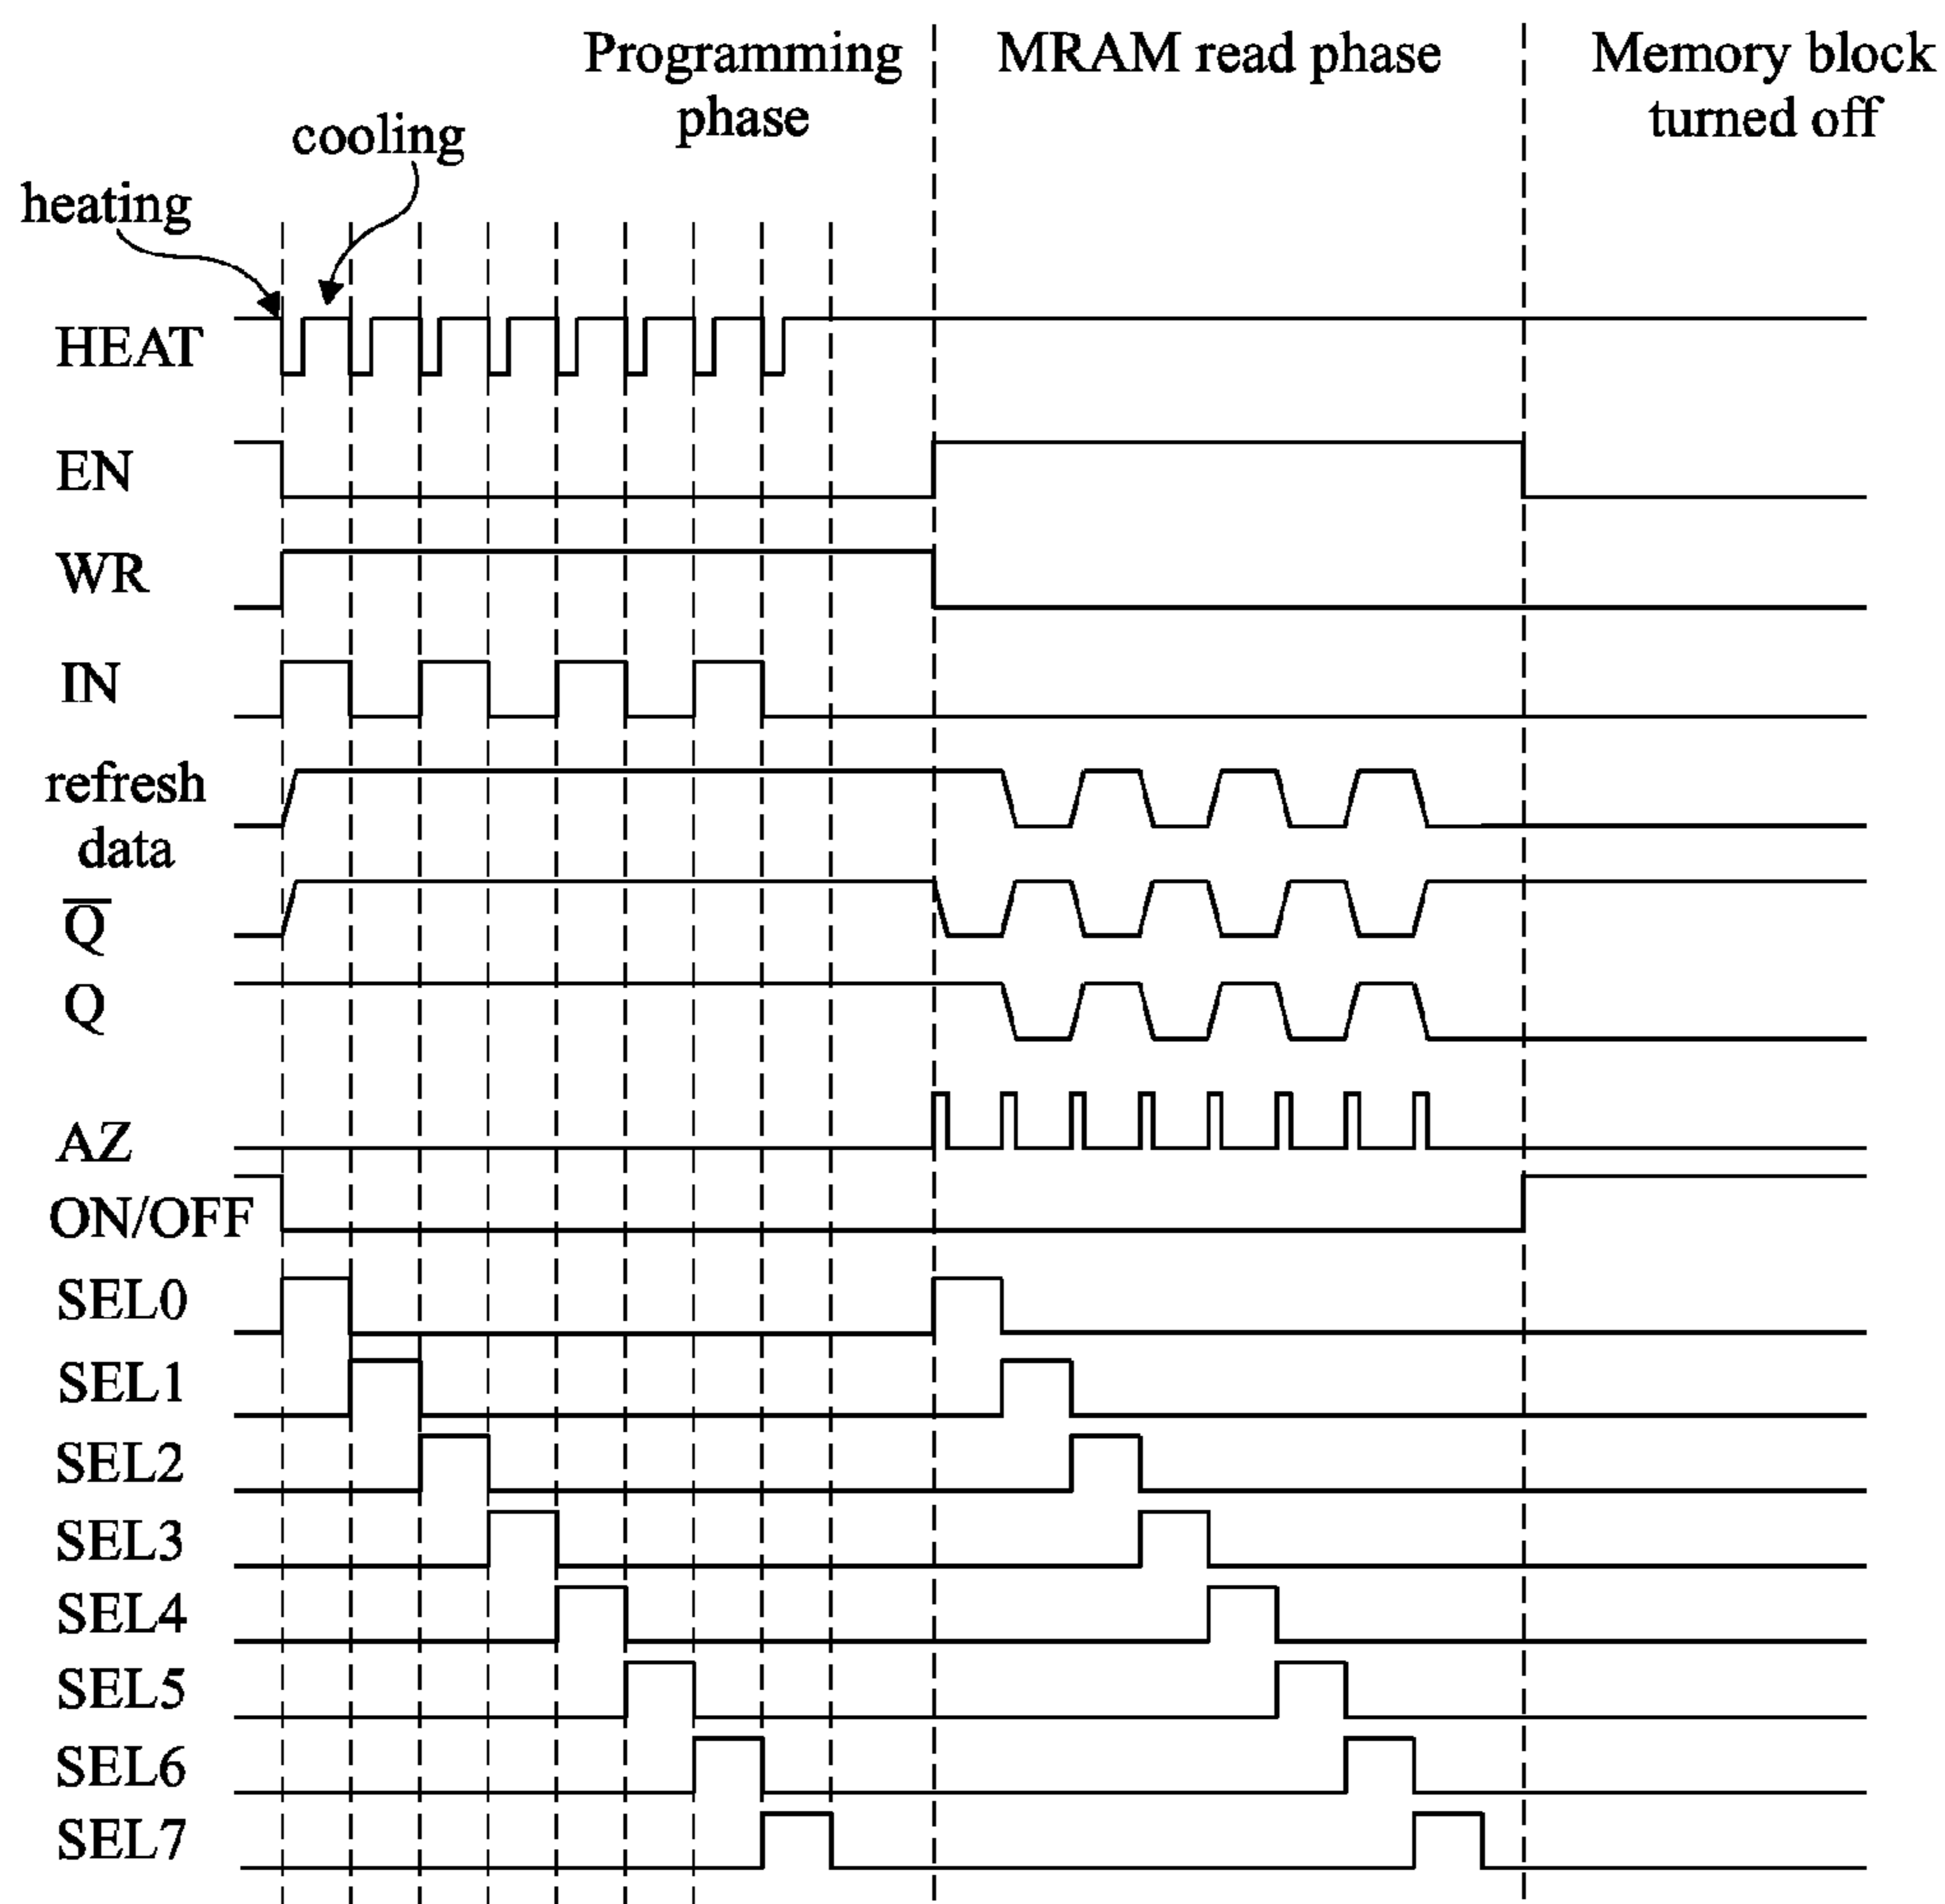 Programming
phase
MRAM read phase
Memory block
turned off
cooling
heating
HEAT
EN
WR
IN
refresh
data
Q̅
Q
AZ
ON/OFF
SEL0
SEL1
SEL2
SEL3
SEL4
SEL5
SEL6
SEL7